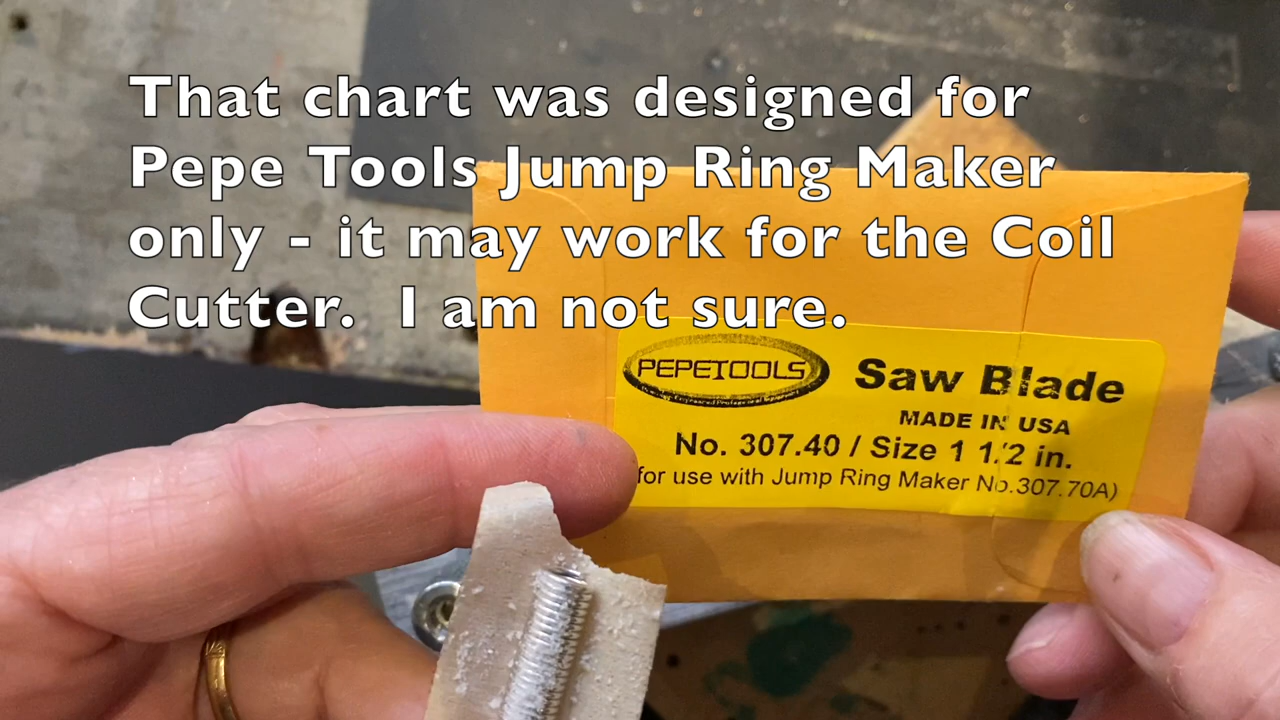 That chart was designed for
Pepe Tools Jump Ring Maker
only - it may work for the Coil
Cutter.  I am not sure.
PEPETOOLS
Saw Blade
MADE IN USA
No. 307.40 / Size 1 1/2 in.
for use with Jump Ring Maker No.307.70A)